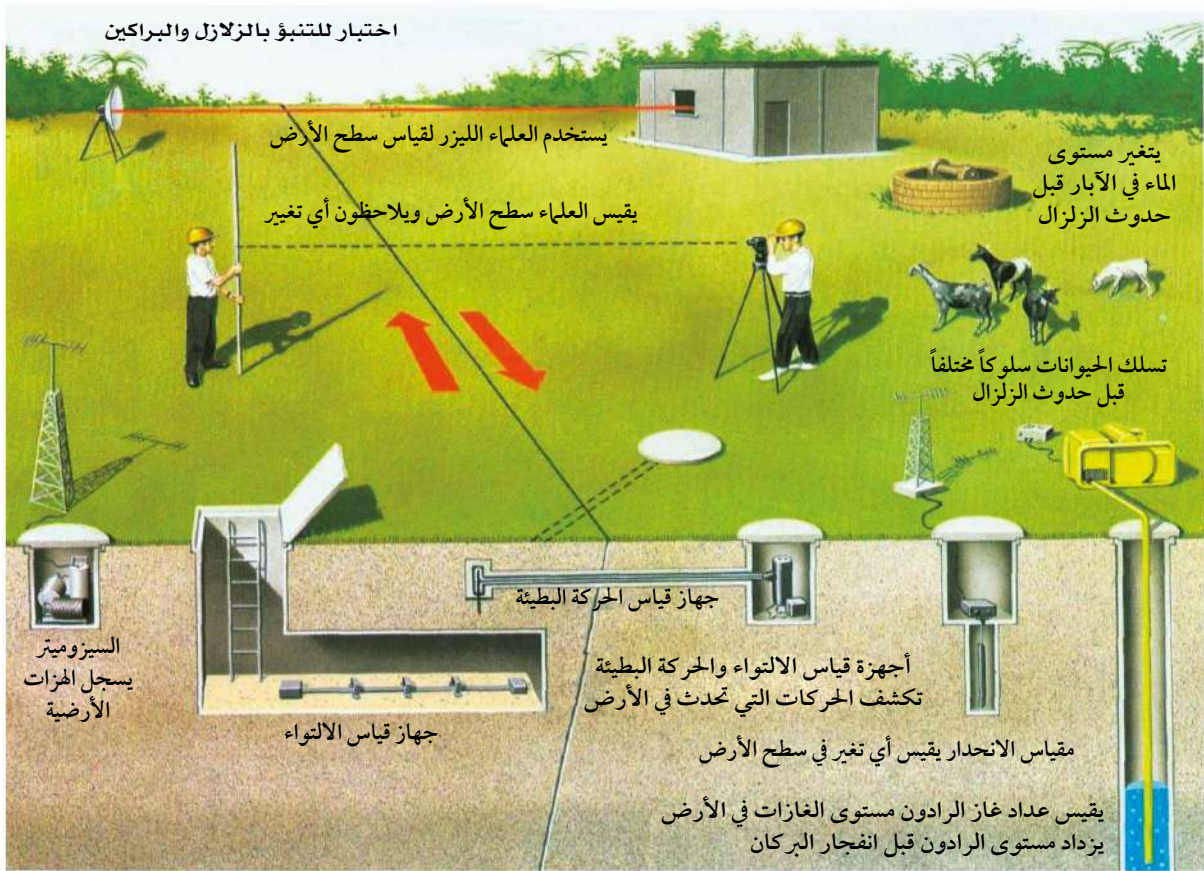 اختبار للتنبؤ بالزلازل والبراكين
يستخدم العلماء الليزر لقياس سطح الأرض
يتغير مستوى
الماء في الآبار قبل
حدوث الزلزال
يقيس العلماء سطح الأرض ويلاحظون أي تغيير
تسلك الحيوانات سلوكاً مختلفاً
قبل حدوث الزلزال
جهاز قياس الحركة البطيئة
السيزوميتر
يسجل الهزات
الأرضية
أجهزة قياس الالتواء والحركة البطيئة
تكشف الحركات التي تحدث في الأرض
جهاز قياس الالتواء
مقياس الانحدار يقيس أي تغير في سطح الأرض
يقيس عداد غاز الرادون مستوى الغازات في الأرض
يزداد مستوى الرادون قبل انفجار البركان